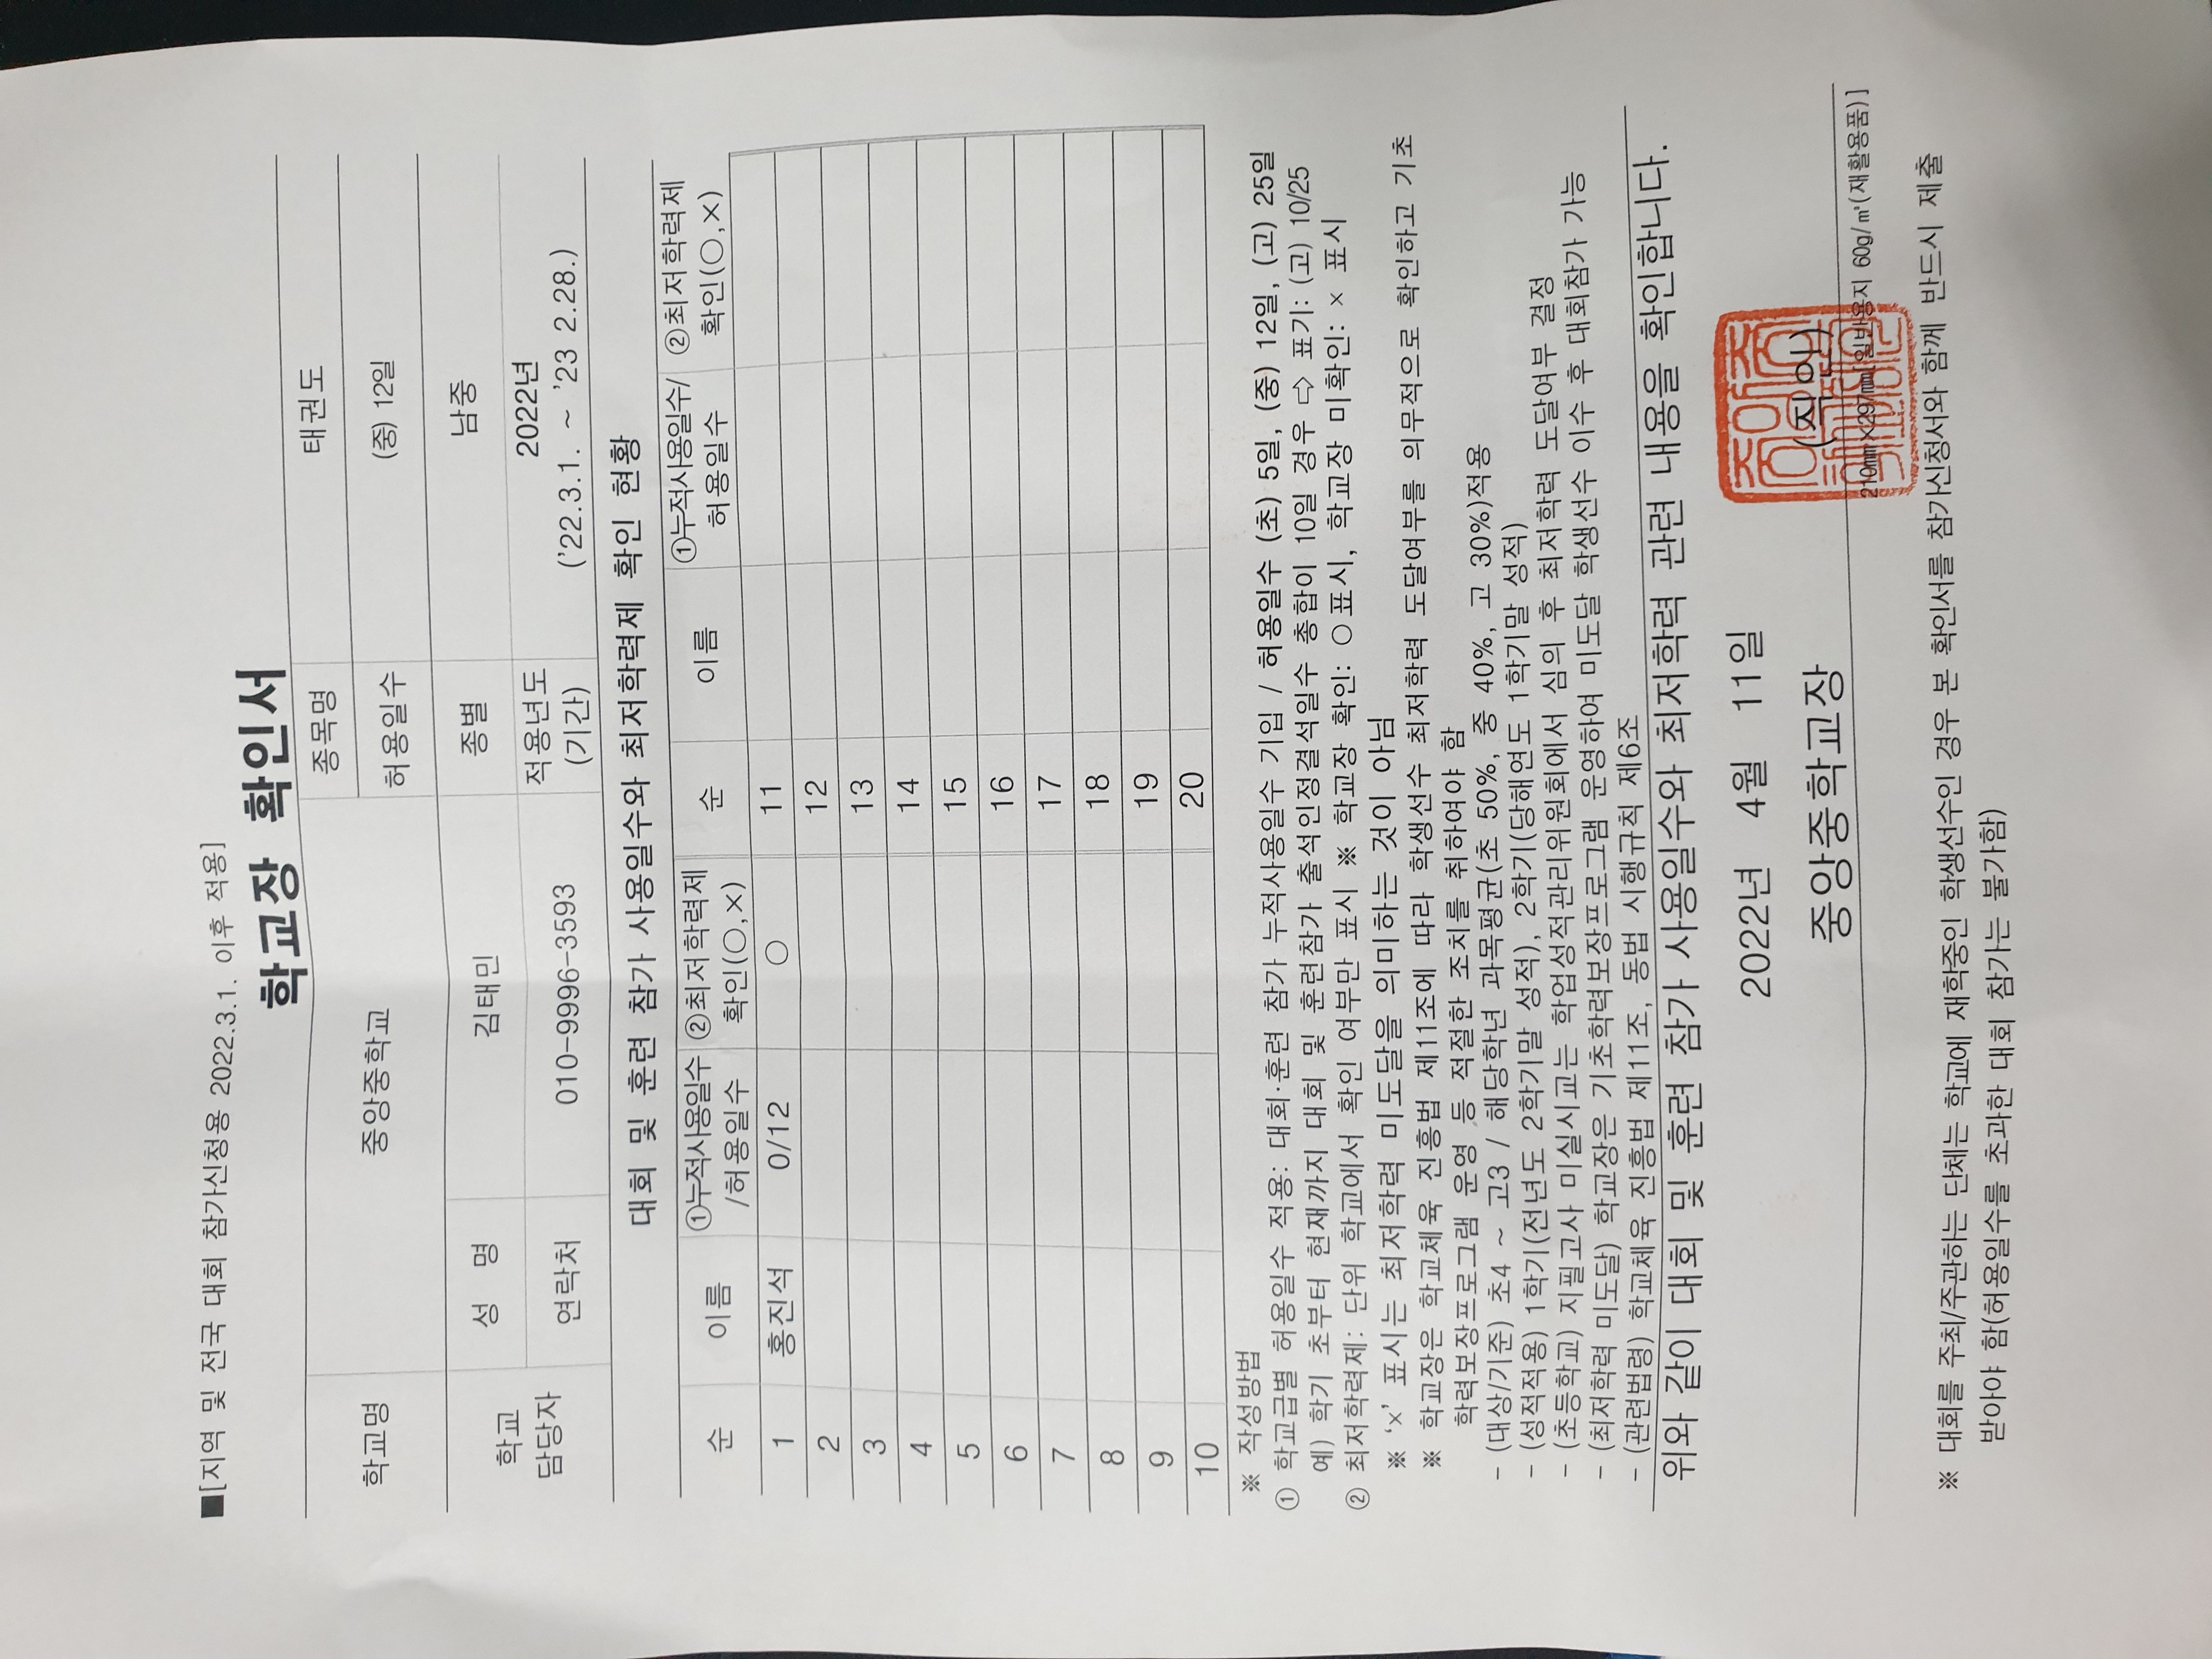 ■[지역 및 전국 대회 참가신청용 2022.3.1. 이후 적용]
학교장 확인서
학교명 중앙중학교 종목명 태권도
허용일수 (중) 12일
학교 담당자 성 명 김태민 종별 남중
연락처 010-9996-3593 적용년도 (기간) 2022년 ('22.3.1. ~ '23 2.28.)
대회 및 훈련 참가 사용일수와 최저학력제 확인 현황
순 이름 ①누적사용일수 /허용일수 ②최저학력제 확인(○,×) 순 이름 ①누적사용일수/ 허용일수 ②최저학력제 확인(○,×)
1 홍진석 0/12 ○ 11
2 12
3 13
4 14
5 15
6 16
7 17
8 18
9 19
10 20
※ 작성방법
① 학교급별 허용일수 적용: 대회·훈련 참가 누적사용일수 기입 / 허용일수 (초) 5일, (중) 12일, (고) 25일
예) 학기 초부터 현재까지 대회 및 훈련참가 출석인정결석일수 총합이 10일 경우 ⇨ 표기: (고) 10/25
② 최저학력제: 단위 학교에서 확인 여부만 표시 ※ 학교장 확인: ○표시, 학교장 미확인: × 표시
※ '×' 표시는 최저학력 미도달을 의미하는 것이 아님
※ 학교장은 학교체육 진흥법 제11조에 따라 학생선수 최저학력 도달여부를 의무적으로 확인하고 기초
학력보장프로그램 운영 등 적절한 조치를 취하여야 함
- (대상/기준) 초4 ~ 고3 / 해당학년 과목평균(초 50%, 중 40%, 고 30%)적용
- (성적적용) 1학기(전년도 2학기말 성적), 2학기(당해연도 1학기말 성적)
- (초등학교) 지필고사 미실시교는 학업성적관리위원회에서 심의 후 최저학력 도달여부 결정
- (최저학력 미도달) 학교장은 기초학력보장프로그램 운영하여 미도달 학생선수 이수 후 대회참가 가능
- (관련법령) 학교체육 진흥법 제11조, 동법 시행규칙 제6조
위와 같이 대회 및 훈련 참가 사용일수와 최저학력 관련 내용을 확인합니다.
2022년 4월 11일
중앙중학교장 (직인)
210mm×297mm[일반용지 60g/㎡(재활용품)]
※ 대회를 주최/주관하는 단체는 학교에 재학중인 학생선수인 경우 본 확인서를 참가신청서와 함께 반드시 제출
받아야 함(허용일수를 초과한 대회 참가는 불가함)